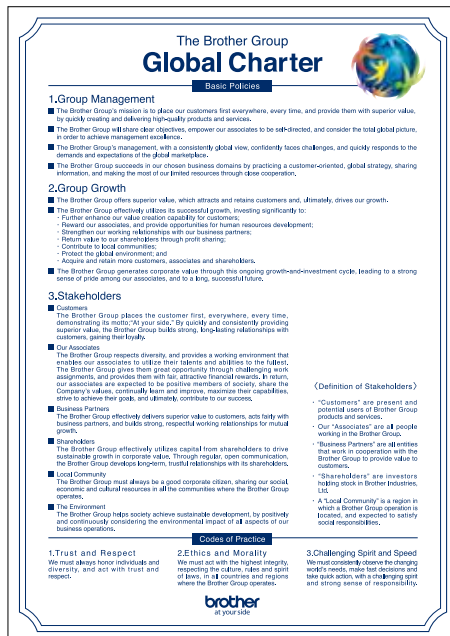 The Brother Group
Global Charter
Basic Policies
1.Group Management
■ The Brother Group's mission is to place our customers first everywhere, every time, and provide them with superior value,
by quickly creating and delivering high-quality products and services.
■ The Brother Group will share clear objectives, empower our associates to be self-directed, and consider the total global picture,
in order to achieve management excellence.
■ The Brother Group's management, with a consistently global view, confidently faces challenges, and quickly responds to the
demands and expectations of the global marketplace.
■ The Brother Group succeeds in our chosen business domains by practicing a customer-oriented, global strategy, sharing
information, and making the most of our limited resources through close cooperation.
2.Group Growth
■ The Brother Group offers superior value, which attracts and retains customers and, ultimately, drives our growth.
■ The Brother Group effectively utilizes its successful growth, investing significantly to:
- Further enhance our value creation capability for customers;
- Reward our associates, and provide opportunities for human resources development;
- Strengthen our working relationships with our business partners;
- Return value to our shareholders through profit sharing;
- Contribute to local communities;
- Protect the global environment; and
- Acquire and retain more customers, associates and shareholders.
■ The Brother Group generates corporate value through this ongoing growth-and-investment cycle, leading to a strong
sense of pride among our associates, and to a long, successful future.
3.Stakeholders
■ Customers
The Brother Group places the customer first, everywhere, every time,
demonstrating its motto;"At your side." By quickly and consistently providing
superior value, the Brother Group builds strong, long-lasting relationships with
customers, gaining their loyalty.
■ Our Associates
The Brother Group respects diversity, and provides a working environment that
enables our associates to utilize their talents and abilities to the fullest.
The Brother Group gives them great opportunity through challenging work
assignments, and provides them with fair, attractive financial rewards. In return,
our associates are expected to be positive members of society, share the
Company's values, continually learn and improve, maximize their capabilities,
strive to achieve their goals, and ultimately, contribute to our success.
■ Business Partners
The Brother Group effectively delivers superior value to customers, acts fairly with
business partners, and builds strong, respectful working relationships for mutual
growth.
■ Shareholders
The Brother Group effectively utilizes capital from shareholders to drive
sustainable growth in corporate value. Through regular, open communication,
the Brother Group develops long-term, trustful relationships with its shareholders.
■ Local Community
The Brother Group must always be a good corporate citizen, sharing our social,
economic and cultural resources in all the communities where the Brother Group
operates.
■ The Environment
The Brother Group helps society achieve sustainable development, by positively
and continuously considering the environmental impact of all aspects of our
business operations.
〈Definition of Stakeholders〉
・ "Customers" are present and
potential users of Brother Group
products and services.
・ Our "Associates" are all people
working in the Brother Group.
・ "Business Partners" are all entities
that work in cooperation with the
Brother Group to provide value to
customers.
・ "Shareholders" are investors
holding stock in Brother Industries,
Ltd.
・ A "Local Community" is a region in
which a Brother Group operation is
located, and expected to satisfy
social responsibilities.
Codes of Practice
1.Trust and Respect
We must always honor individuals and
diversity, and act with trust and
respect.
2.Ethics and Morality
We must act with the highest integrity,
respecting the culture, rules and spirit
of laws, in all countries and regions
where the Brother Group operates.
3.Challenging Spirit and Speed
We must consistently observe the changing
world's needs, make fast decisions and
take quick action, with a challenging spirit
and strong sense of responsibility.
brother
at your side